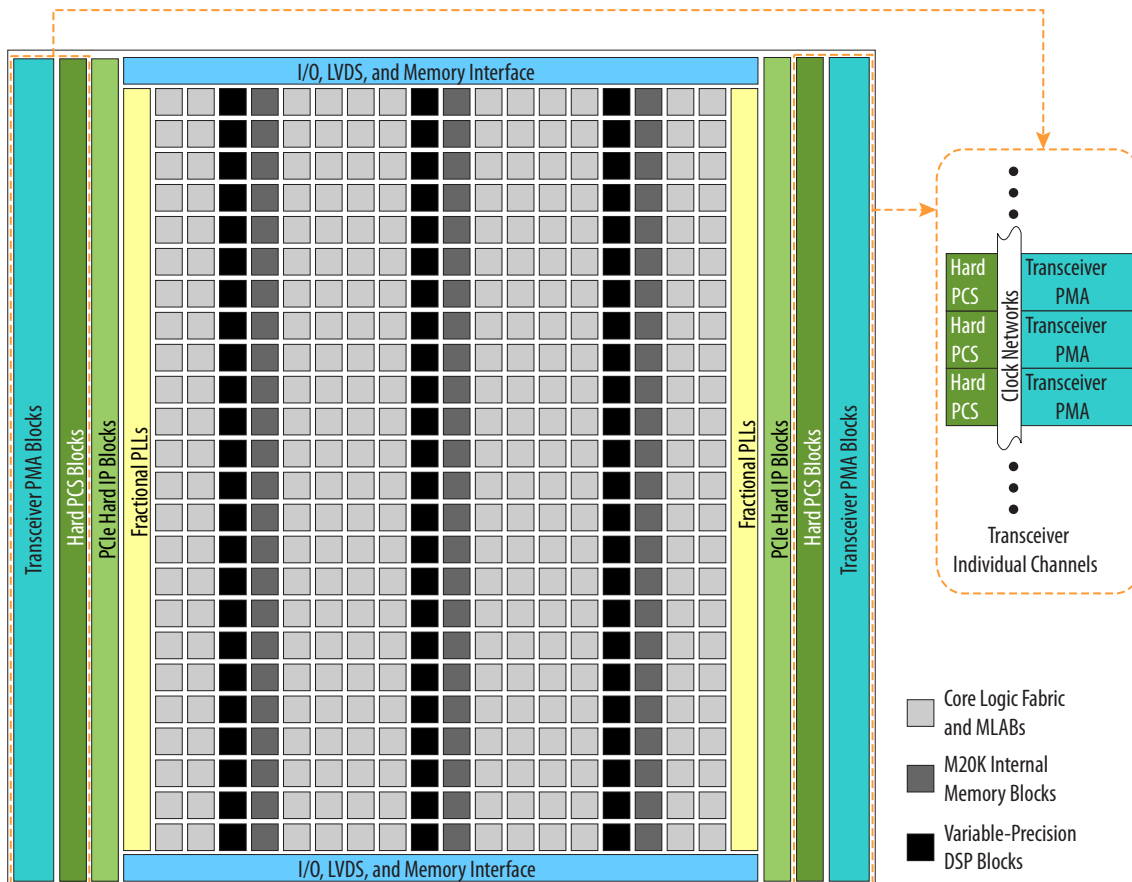 I/O, LVDS, and Memory Interface
Transceiver PMA Blocks
Hard PCS Blocks
PCIe Hard IP Blocks
Fractional PLLs
Fractional PLLs
PCIe Hard IP Blocks
Hard PCS Blocks
Transceiver PMA Blocks
I/O, LVDS, and Memory Interface
Hard
PCS
Transceiver
PMA
Hard
PCS
Transceiver
PMA
Hard
PCS
Transceiver
PMA
Clock Networks
Transceiver
Individual Channels
Core Logic Fabric
and MLABs
M20K Internal
Memory Blocks
Variable-Precision
DSP Blocks